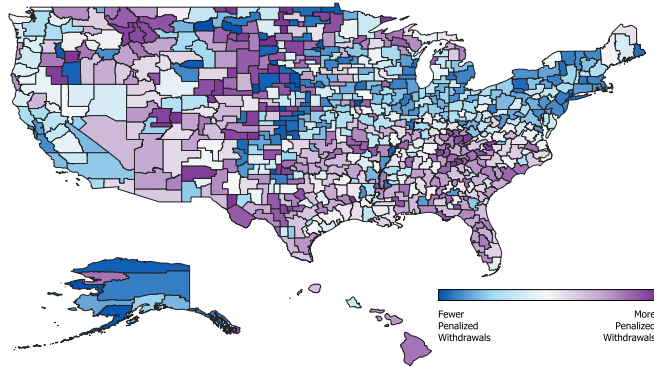 Fewer
Penalized
Withdrawals
More
Penalized
Withdrawals